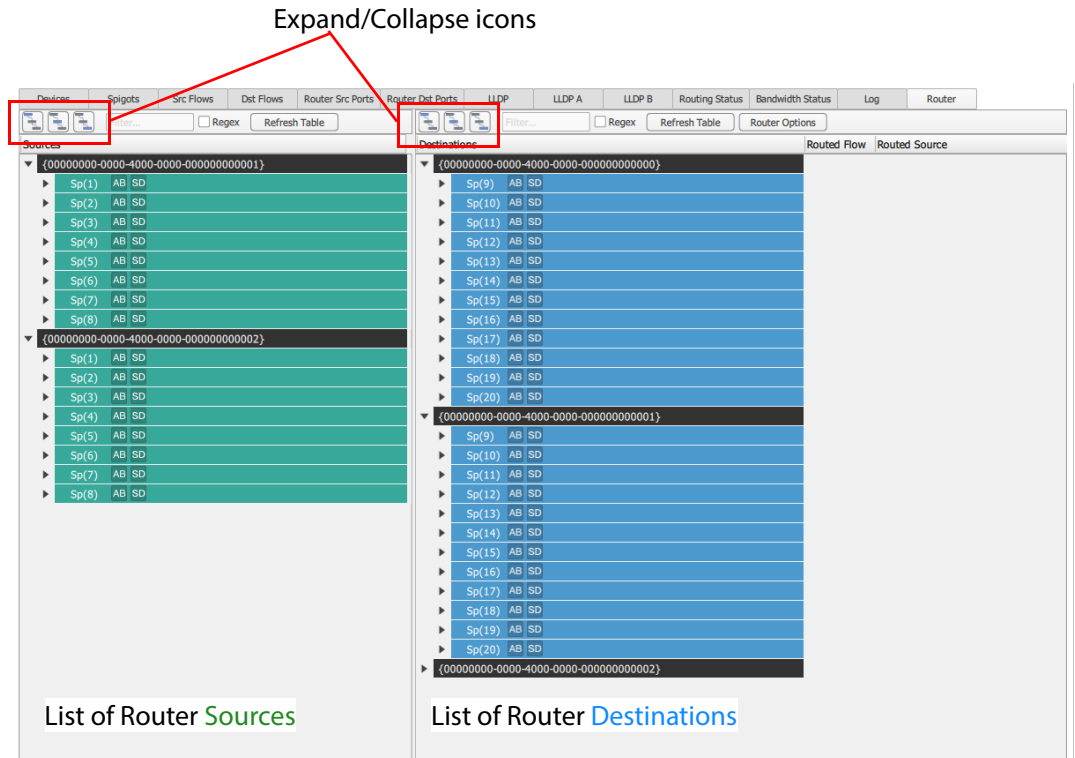 Expand/Collapse icons
Devices Spigots Src Flows Dst Flows Router Src Ports Router Dst Ports LLDP LLDP A LLDP B Routing Status Bandwidth Status Log Router
Filter... Regex Refresh Table Filter... Regex Refresh Table Router Options
Sources Destinations Routed Flow Routed Source
{00000000-0000-4000-0000-000000000001} {00000000-0000-4000-0000-000000000000}
Sp(1) AB SD Sp(9) AB SD
Sp(2) AB SD Sp(10) AB SD
Sp(3) AB SD Sp(11) AB SD
Sp(4) AB SD Sp(12) AB SD
Sp(5) AB SD Sp(13) AB SD
Sp(6) AB SD Sp(14) AB SD
Sp(7) AB SD Sp(15) AB SD
Sp(8) AB SD Sp(16) AB SD
{00000000-0000-4000-0000-000000000002} Sp(17) AB SD
Sp(1) AB SD Sp(18) AB SD
Sp(2) AB SD Sp(19) AB SD
Sp(3) AB SD Sp(20) AB SD
Sp(4) AB SD {00000000-0000-4000-0000-000000000001}
Sp(5) AB SD Sp(9) AB SD
Sp(6) AB SD Sp(10) AB SD
Sp(7) AB SD Sp(11) AB SD
Sp(8) AB SD Sp(12) AB SD
Sp(13) AB SD
Sp(14) AB SD
Sp(15) AB SD
Sp(16) AB SD
Sp(17) AB SD
Sp(18) AB SD
Sp(19) AB SD
Sp(20) AB SD
{00000000-0000-4000-0000-000000000002}
List of Router Sources List of Router Destinations